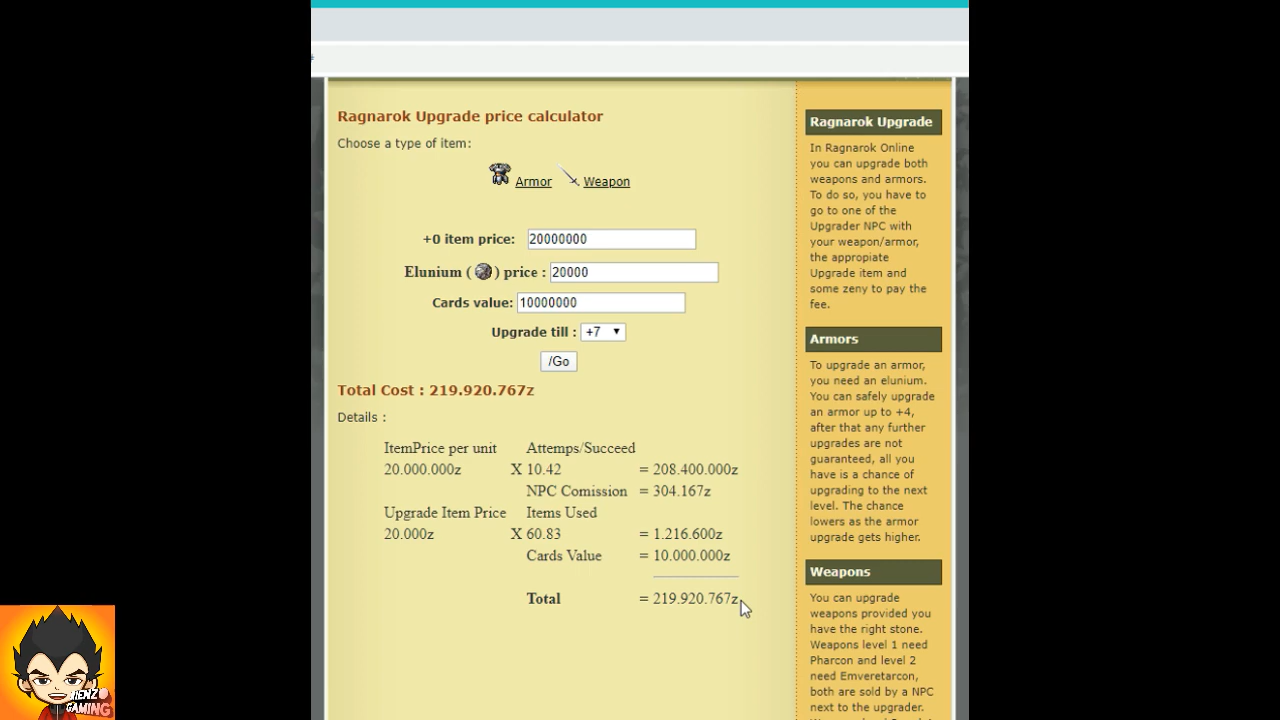 Ragnarok Upgrade price calculator
Choose a type of item:
Armor Weapon
+0 item price: 20000000
Elunium ( ) price : 20000
Cards value: 10000000
Upgrade till : +7
/Go
Total Cost : 219.920.767z
Details :
ItemPrice per unit Attemps/Succeed
20.000.000z X 10.42 = 208.400.000z
NPC Comission = 304.167z
Upgrade Item Price Items Used
20.000z X 60.83 = 1.216.600z
Cards Value = 10.000.000z
Total = 219.920.767z
Ragnarok Upgrade
In Ragnarok Online
you can upgrade both
weapons and armors.
To do so, you have to
go to one of the
Upgrader NPC with
your weapon/armor,
the appropiate
Upgrade item and
some zeny to pay the
fee.
Armors
To upgrade an armor,
you need an elunium.
You can safely upgrade
an armor up to +4,
after that any further
upgrades are not
guaranteed, all you
have is a chance of
upgrading to the next
level. The chance
lowers as the armor
upgrade gets higher.
Weapons
You can upgrade
weapons provided you
have the right stone.
Weapons level 1 need
Pharcon and level 2
need Emveretarcon,
both are sold by a NPC
next to the upgrader.
GAMING